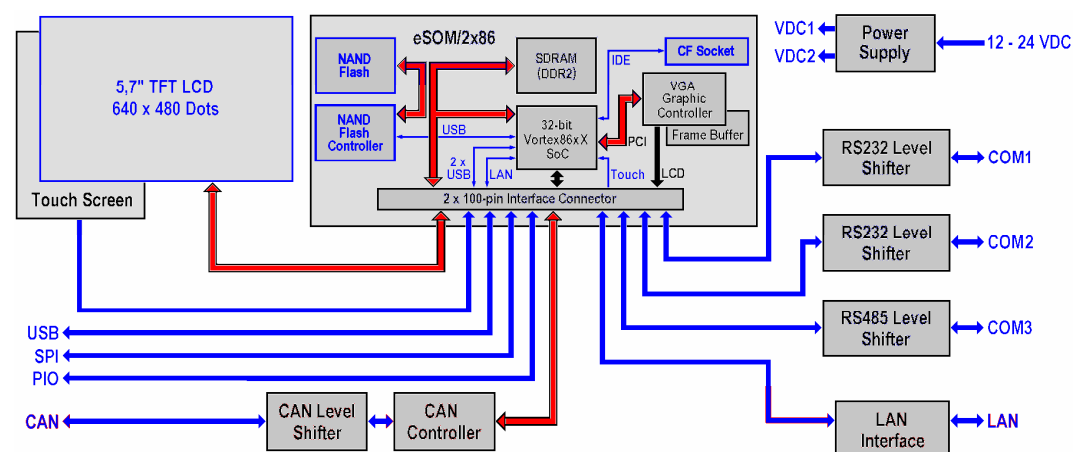 eSOM/2x86
5,7" TFT LCD
640 x 480 Dots
Touch Screen
NAND
Flash
NAND
Flash
Controller
SDRAM
(DDR2)
IDE
CF Socket
VGA
Graphic
Controller
Frame Buffer
32-bit
Vortex86xX
SoC
USB
2 x
USB
LAN
PCI
Touch
LCD
2 x 100-pin Interface Connector
VDC1
VDC2
Power
Supply
12 - 24 VDC
RS232 Level
Shifter
COM1
RS232 Level
Shifter
COM2
RS485 Level
Shifter
COM3
LAN
Interface
LAN
USB
SPI
PIO
CAN
CAN Level
Shifter
CAN
Controller